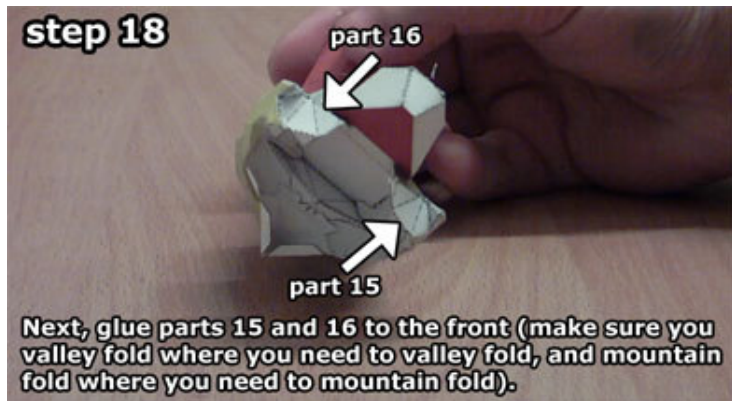 step 18
part 16
part 15
Next, glue parts 15 and 16 to the front (make sure you
valley fold where you need to valley fold, and mountain
fold where you need to mountain fold).